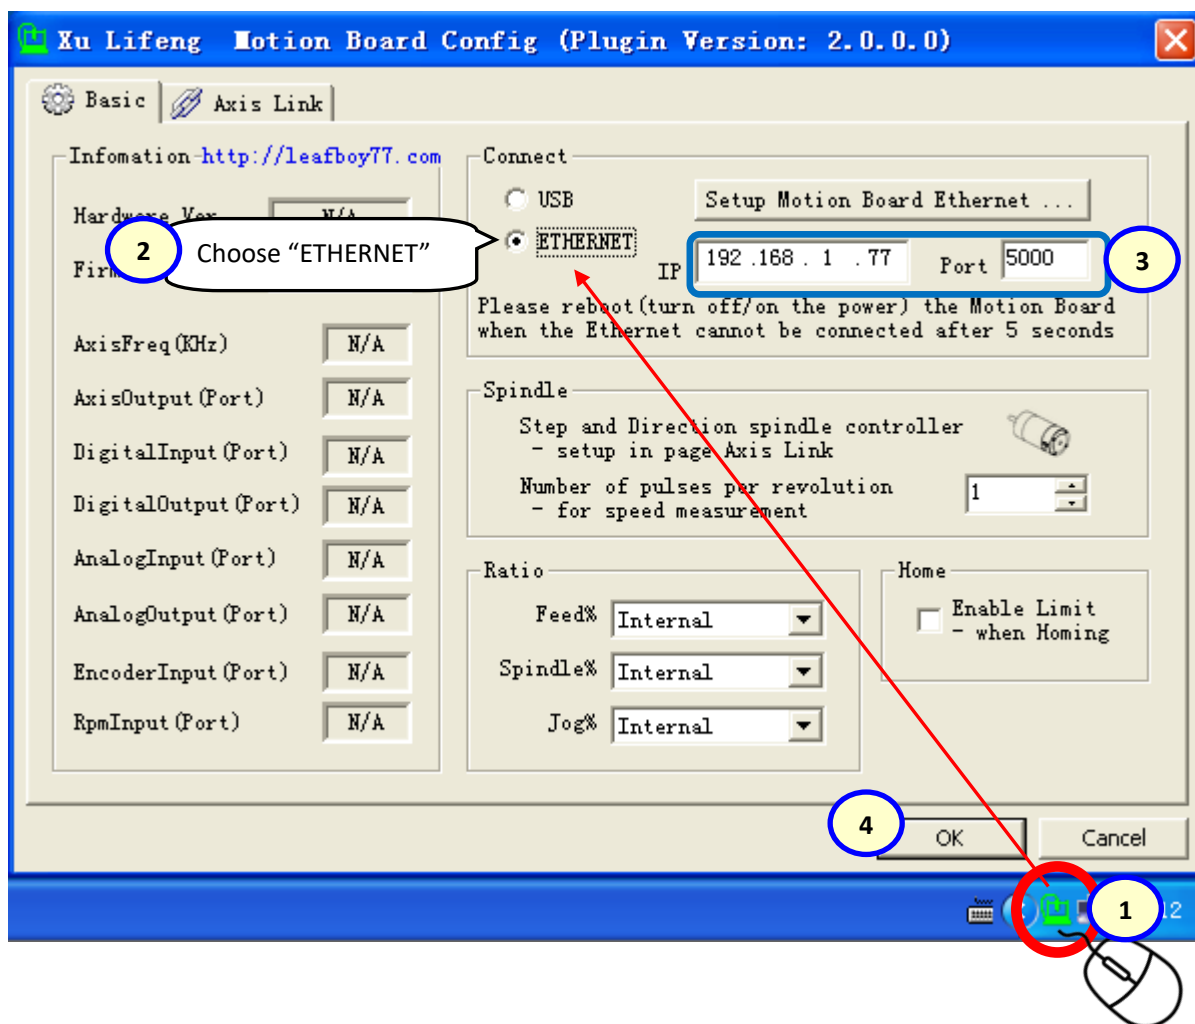 Xu Lifeng Motion Board Config (Plugin Version: 2.0.0.0)
Basic
Axis Link
Infomation-http://leafboy77.com
Hardware Ver
N/A
2
Choose “ETHERNET”
AxisFreq(KHz)
N/A
AxisOutput(Port)
N/A
DigitalInput(Port)
N/A
DigitalOutput(Port)
N/A
AnalogInput(Port)
N/A
AnalogOutput(Port)
N/A
EncoderInput(Port)
N/A
RpmInput(Port)
N/A
Connect
USB
Setup Motion Board Ethernet ...
ETHERNET
IP
192 .168 . 1 . 77
Port
5000
3
Please reboot(turn off/on the power) the Motion Board
when the Ethernet cannot be connected after 5 seconds
Spindle
Step and Direction spindle controller
- setup in page Axis Link
Number of pulses per revolution
- for speed measurement
1
Ratio
Feed%
Internal
Spindle%
Internal
Jog%
Internal
Home
Enable Limit
- when Homing
4
OK
Cancel
1
12